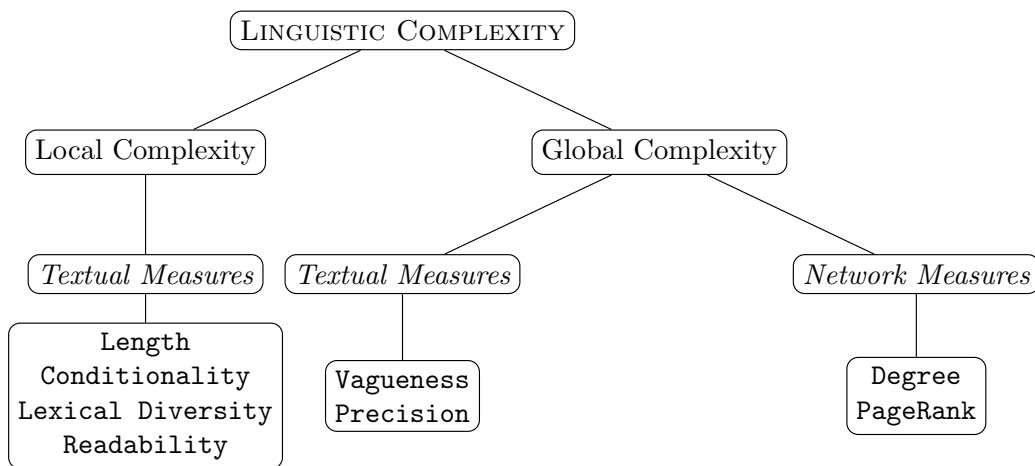 LINGUISTIC COMPLEXITY
Local Complexity
Global Complexity
Textual Measures
Textual Measures
Network Measures
Length
Conditionality
Lexical Diversity
Readability
Vagueness
Precision
Degree
PageRank